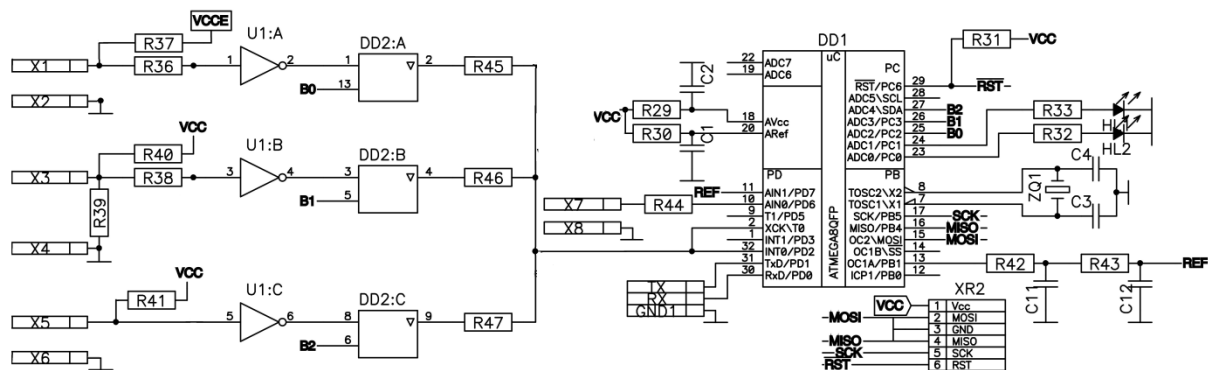 VCCE
R37
X1
R36
1
U1:A
2
1
DD2:A
2
R45
13
B0
X2
VCC
R40
X3
R38
3
U1:B
4
3
DD2:B
4
R46
5
B1
R39
X4
VCC
R41
X5
5
U1:C
6
8
DD2:C
9
R47
6
B2
X6
C2
VCC
R29
R30
C1
REF
X7
R44
X8
TX
RX
GND1
DD1
uC
ATMEGA8QFP
22 ADC7
19 ADC6
18 AVcc
20 ARef
PD
11 AIN1/PD7
10 AIN0/PD6
9 T1/PD5
2 XCK\T0
1 INT1/PD3
32 INT0/PD2
31 TxD/PD1
30 RxD/PD0
PC
RST/PC6 29
ADC5\SCL 28
ADC4\SDA 27 B2
ADC3/PC3 26 B1
ADC2/PC2 25 B0
ADC1/PC1 24
ADC0/PC0 23
PB
TOSC2\X2 8
TOSC1\X1 7
SCK/PB5 17 SCK
MISO/PB4 16 MISO
OC2\MOSI 15 MOSI
OC1B\SS 14
OC1A/PB1 13
ICP1/PB0 12
R31
VCC
RST
R33
R32
HL2
ZQ1
C4
C3
R42
R43
REF
C11
C12
XR2
VCC
1 Vcc
MOSI 2 MOSI
3 GND
MISO 4 MISO
SCK 5 SCK
RST 6 RST